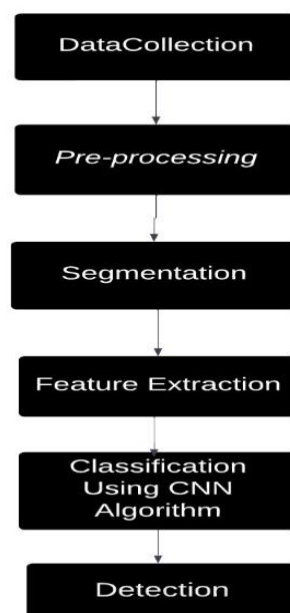 DataCollection
Pre-processing
Segmentation
Feature Extraction
Classification
Using CNN
Algorithm
Detection